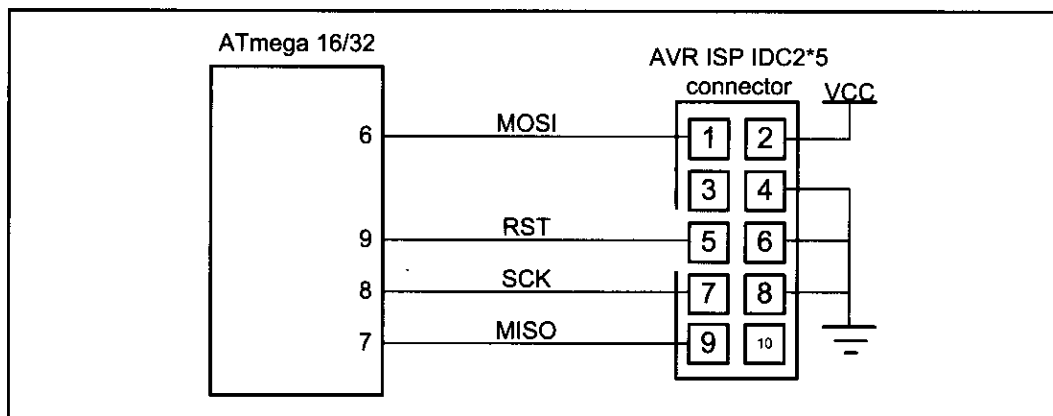 ATmega 16/32
AVR ISP IDC2*5
connector
VCC
6 MOSI 1 2
3 4
9 RST 5 6
8 SCK 7 8
7 MISO 9 10